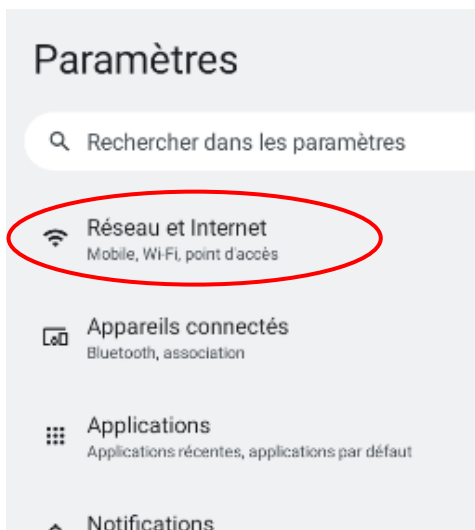 Paramètres
Rechercher dans les paramètres
Réseau et Internet
Mobile, Wi-Fi, point d'accès
Appareils connectés
Bluetooth, association
Applications
Applications récentes, applications par défaut
Notifications